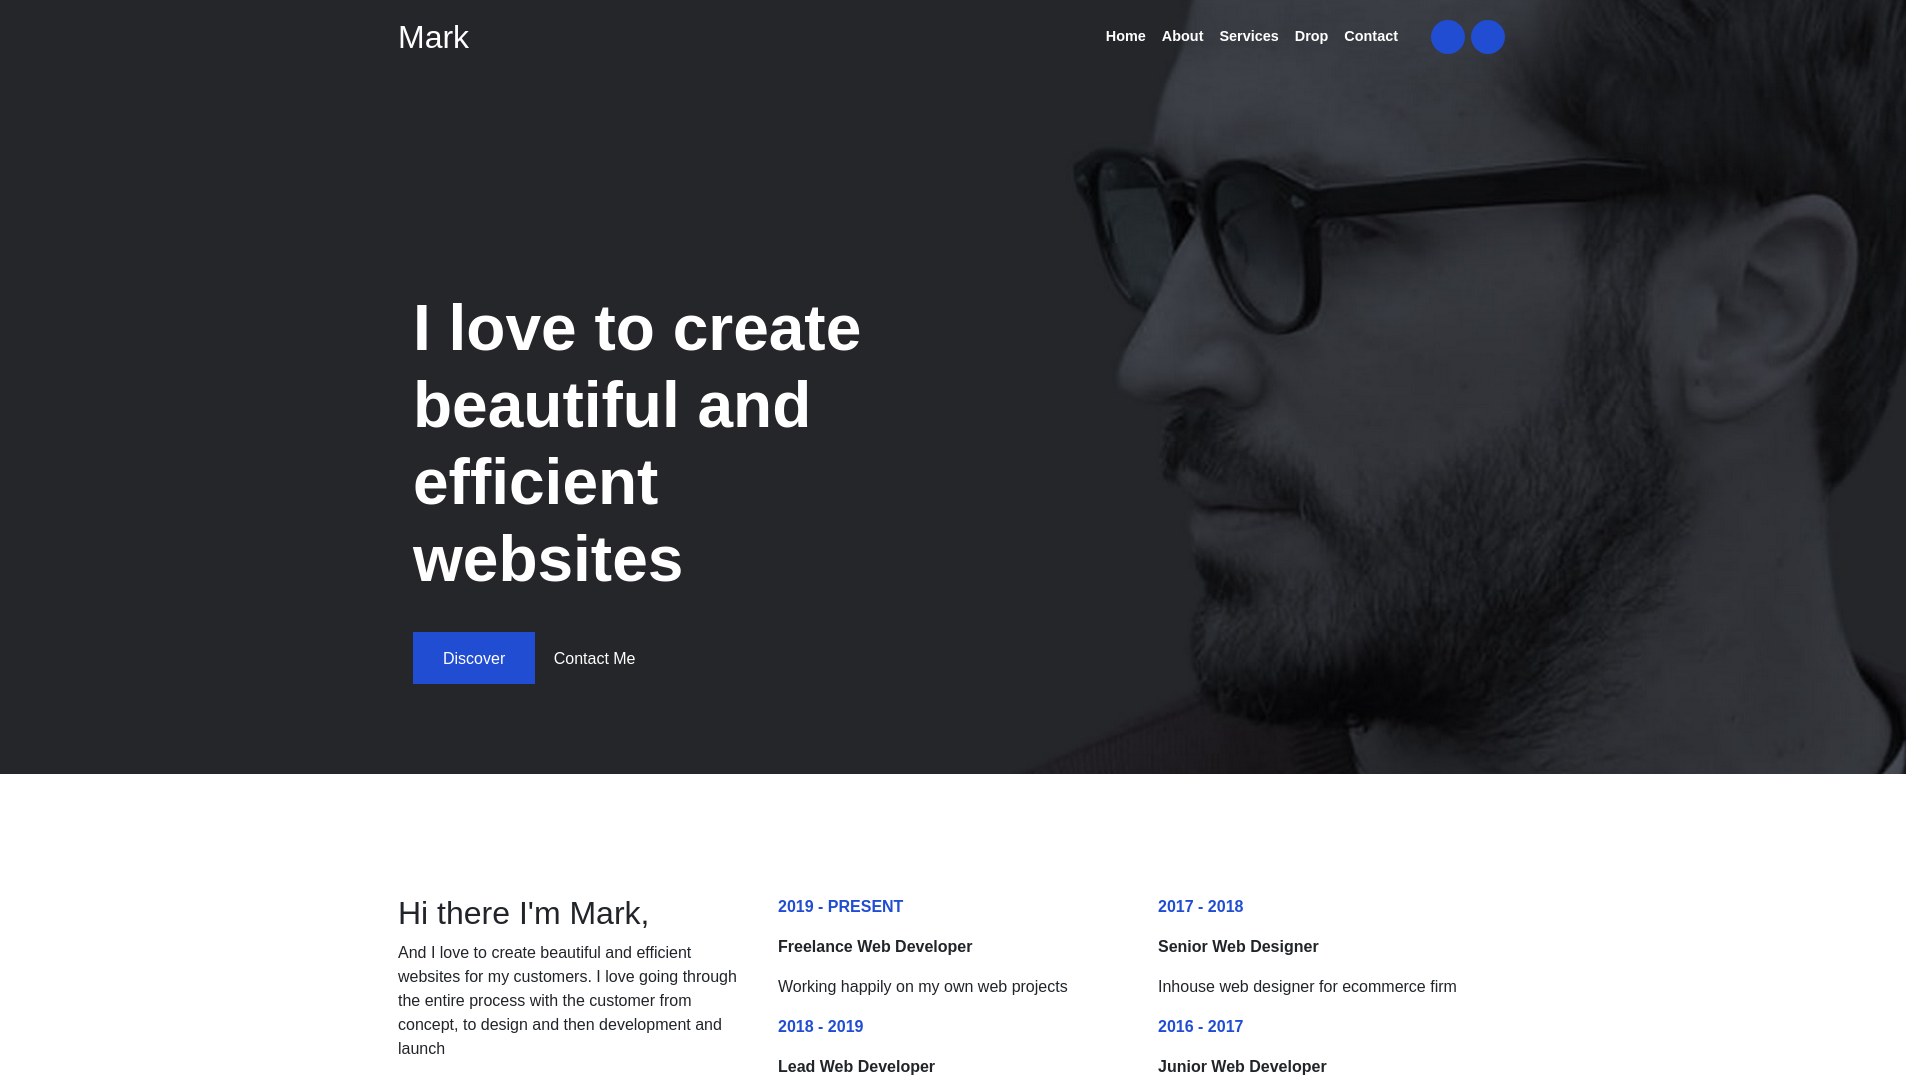 Mark
Home About Services Drop Contact
I love to create
beautiful and
efficient
websites
Discover
Contact Me
Hi there I'm Mark,
And I love to create beautiful and efficient
websites for my customers. I love going through
the entire process with the customer from
concept, to design and then development and
launch
2019 - PRESENT
Freelance Web Developer
Working happily on my own web projects
2018 - 2019
Lead Web Developer
2017 - 2018
Senior Web Designer
Inhouse web designer for ecommerce firm
2016 - 2017
Junior Web Developer